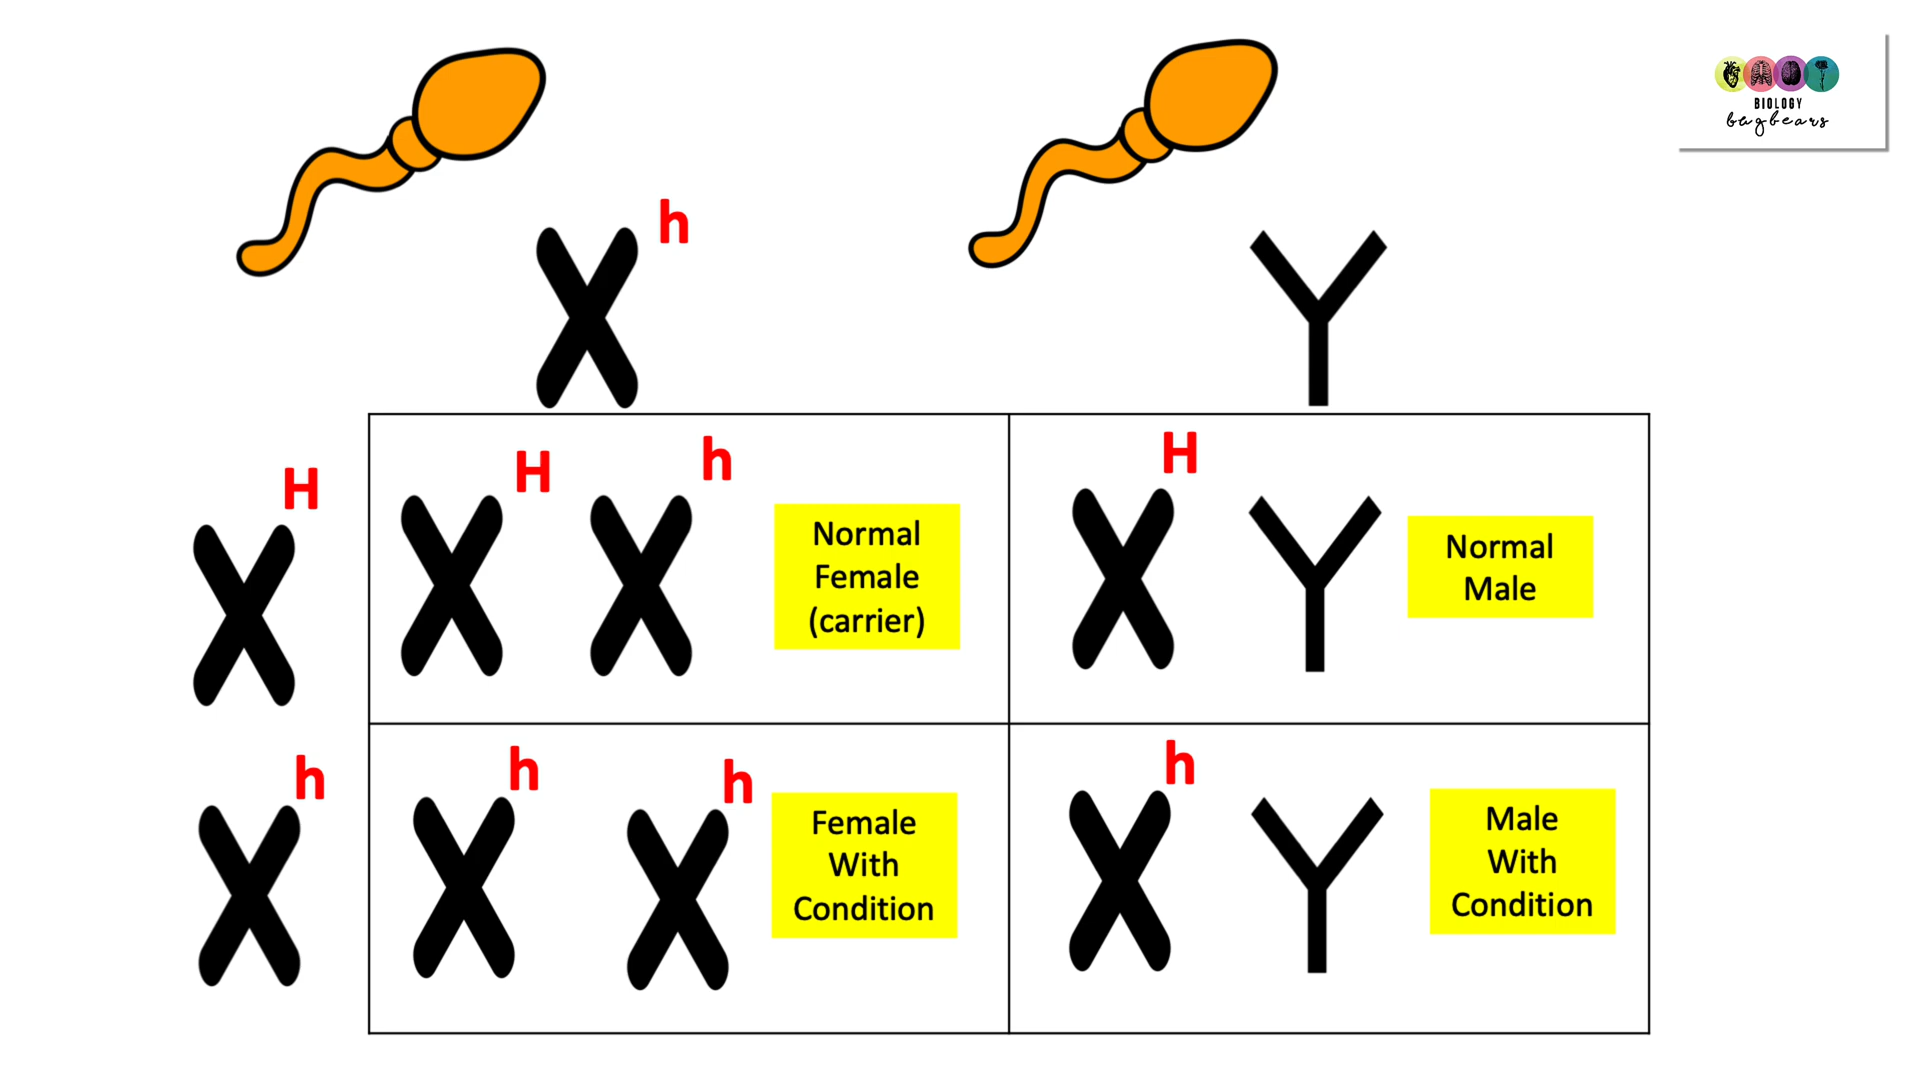 BIOLOGY
bugbears
h
X
Y
H
X
H
X
h
X
Normal
Female
(carrier)
H
X
Y
Normal
Male
h
X
h
X
h
X
Female
With
Condition
h
X
Y
Male
With
Condition